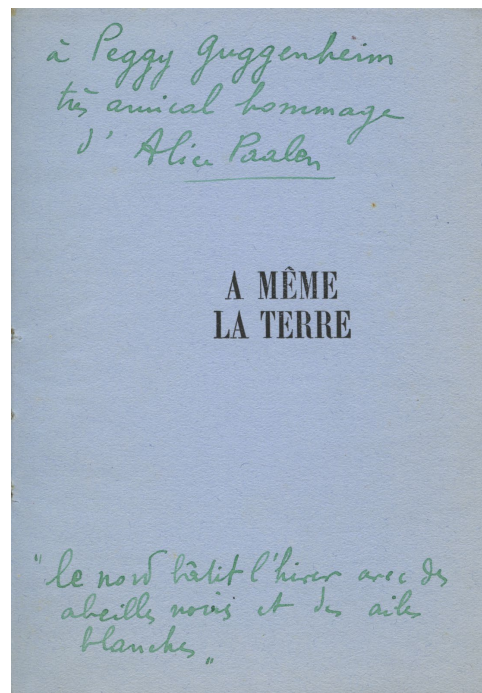 à Peggy Guggenheim
très amical hommage
d' Alice Paalen
A MÊME
LA TERRE
"le nord bâtit l'hiver avec des
abeilles noires et des ailes
blanches"